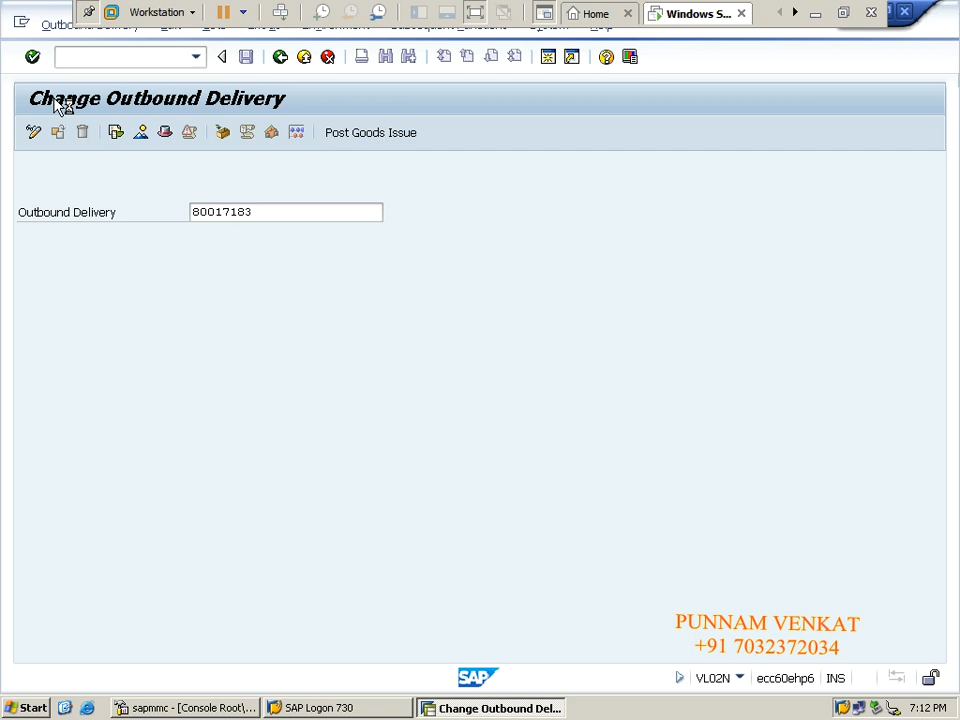 Workstation
Home
Windows S...
Change Outbound Delivery
Post Goods Issue
Outbound Delivery
80017183
PUNNAM VENKAT
+91 7032372034
SAP
VL02N
ecc60ehp6
INS
Start
sapmmc - [Console Root\...
SAP Logon 730
Change Outbound Del...
7:12 PM